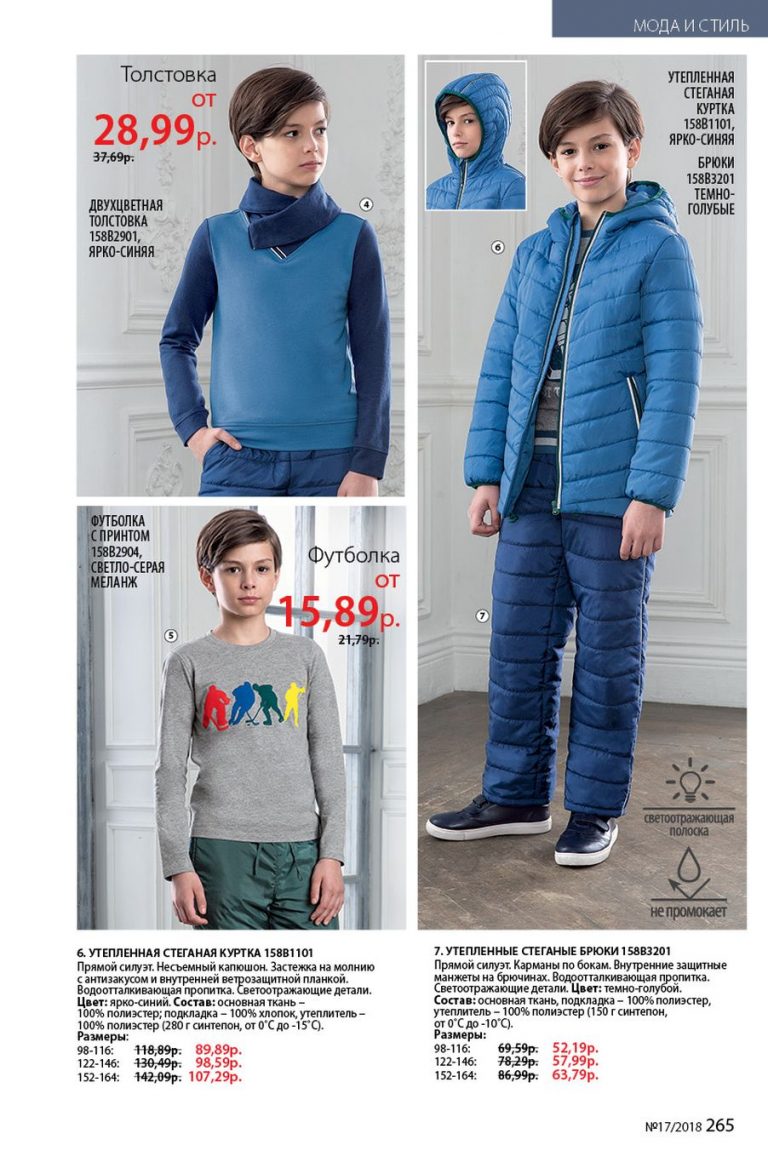 МОДА И СТИЛЬ
Толстовка
от
28,99р.
37,69р.
ДВУХЦВЕТНАЯ
ТОЛСТОВКА
158В2901,
ЯРКО-СИНЯЯ
4
УТЕПЛЕННАЯ
СТЕГАНАЯ
КУРТКА
158В1101,
ЯРКО-СИНЯЯ
БРЮКИ
158В3201
ТЕМНО-
ГОЛУБЫЕ
6
7
светоотражающая
полоска
не промокает
ФУТБОЛКА
С ПРИНТОМ
158В2904,
СВЕТЛО-СЕРАЯ
МЕЛАНЖ
Футболка
от
15,89р.
21,79р.
5
6. УТЕПЛЕННАЯ СТЕГАНАЯ КУРТКА 158В1101
Прямой силуэт. Несъемный капюшон. Застежка на молнию
с антизакусом и внутренней ветрозащитной планкой.
Водоотталкивающая пропитка. Светоотражающие детали.
Цвет: ярко-синий. Состав: основная ткань –
100% полиэстер; подкладка – 100% хлопок, утеплитель –
100% полиэстер (280 г синтепон, от 0˚С до -15˚С).
Размеры:
98-116: 118,89р. 89,89р.
122-146: 130,49р. 98,59р.
152-164: 142,09р. 107,29р.
7. УТЕПЛЕННЫЕ СТЕГАНЫЕ БРЮКИ 158В3201
Прямой силуэт. Карманы по бокам. Внутренние защитные
манжеты на брючинах. Водоотталкивающая пропитка.
Светоотражающие детали. Цвет: темно-голубой.
Состав: основная ткань, подкладка – 100% полиэстер,
утеплитель – 100% полиэстер (150 г синтепон,
от 0˚С до -10˚С).
Размеры:
98-116: 69,59р. 52,19р.
122-146: 78,29р. 57,99р.
152-164: 86,99р. 63,79р.
№17/2018 265